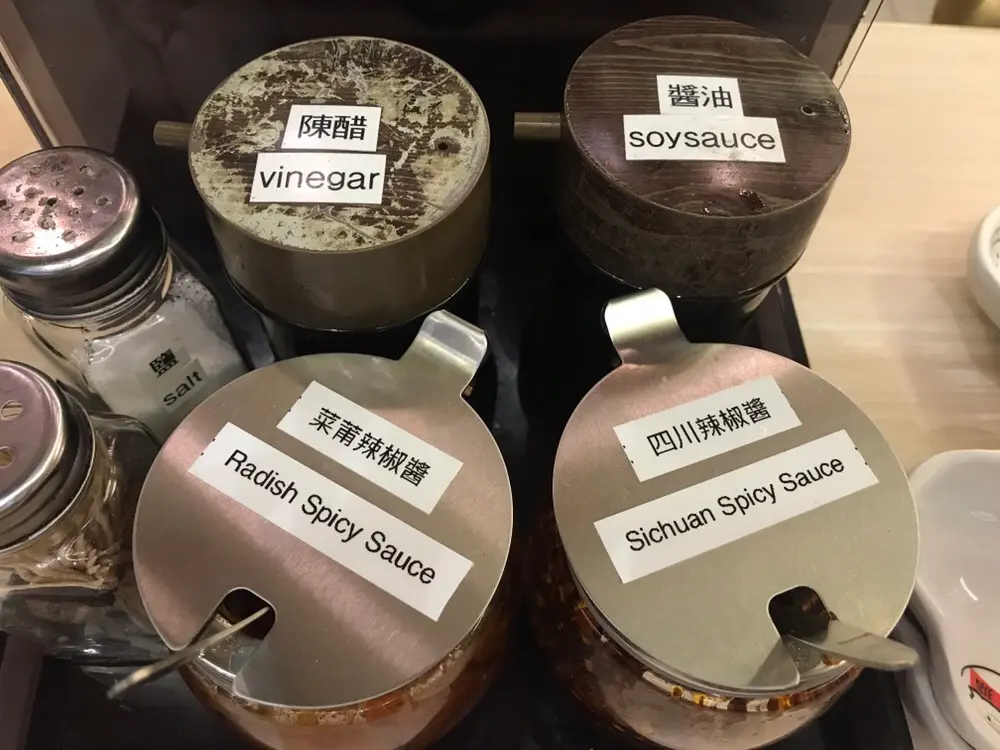 陳醋
vinegar
醬油
soysauce
鹽
salt
菜莆辣椒醬
Radish Spicy Sauce
四川辣椒醬
Sichuan Spicy Sauce